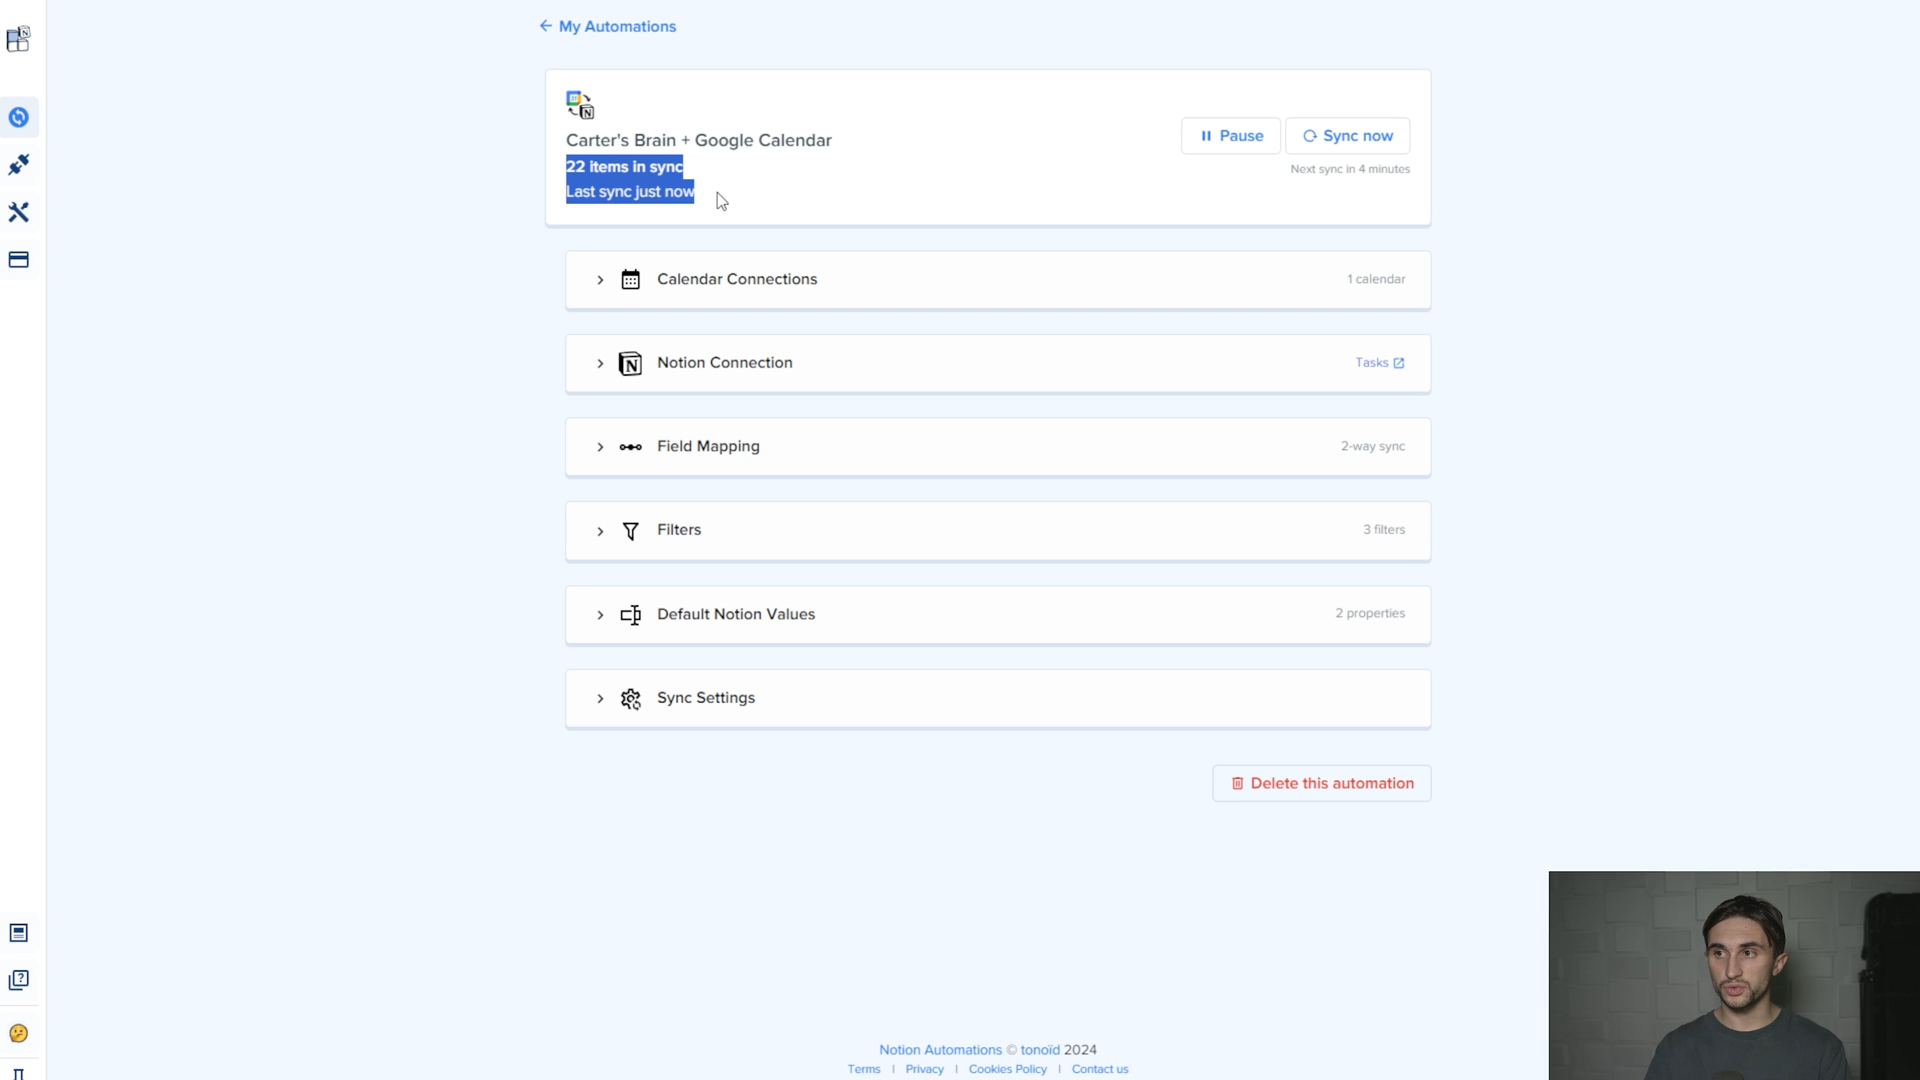 My Automations
Carter's Brain + Google Calendar
22 items in sync
Last sync just now
Pause
Sync now
Next sync in 4 minutes
Calendar Connections
1 calendar
Notion Connection
Tasks
Field Mapping
2-way sync
Filters
3 filters
Default Notion Values
2 properties
Sync Settings
Delete this automation
Notion Automations © tonoïd 2024
Terms | Privacy | Cookies Policy | Contact us